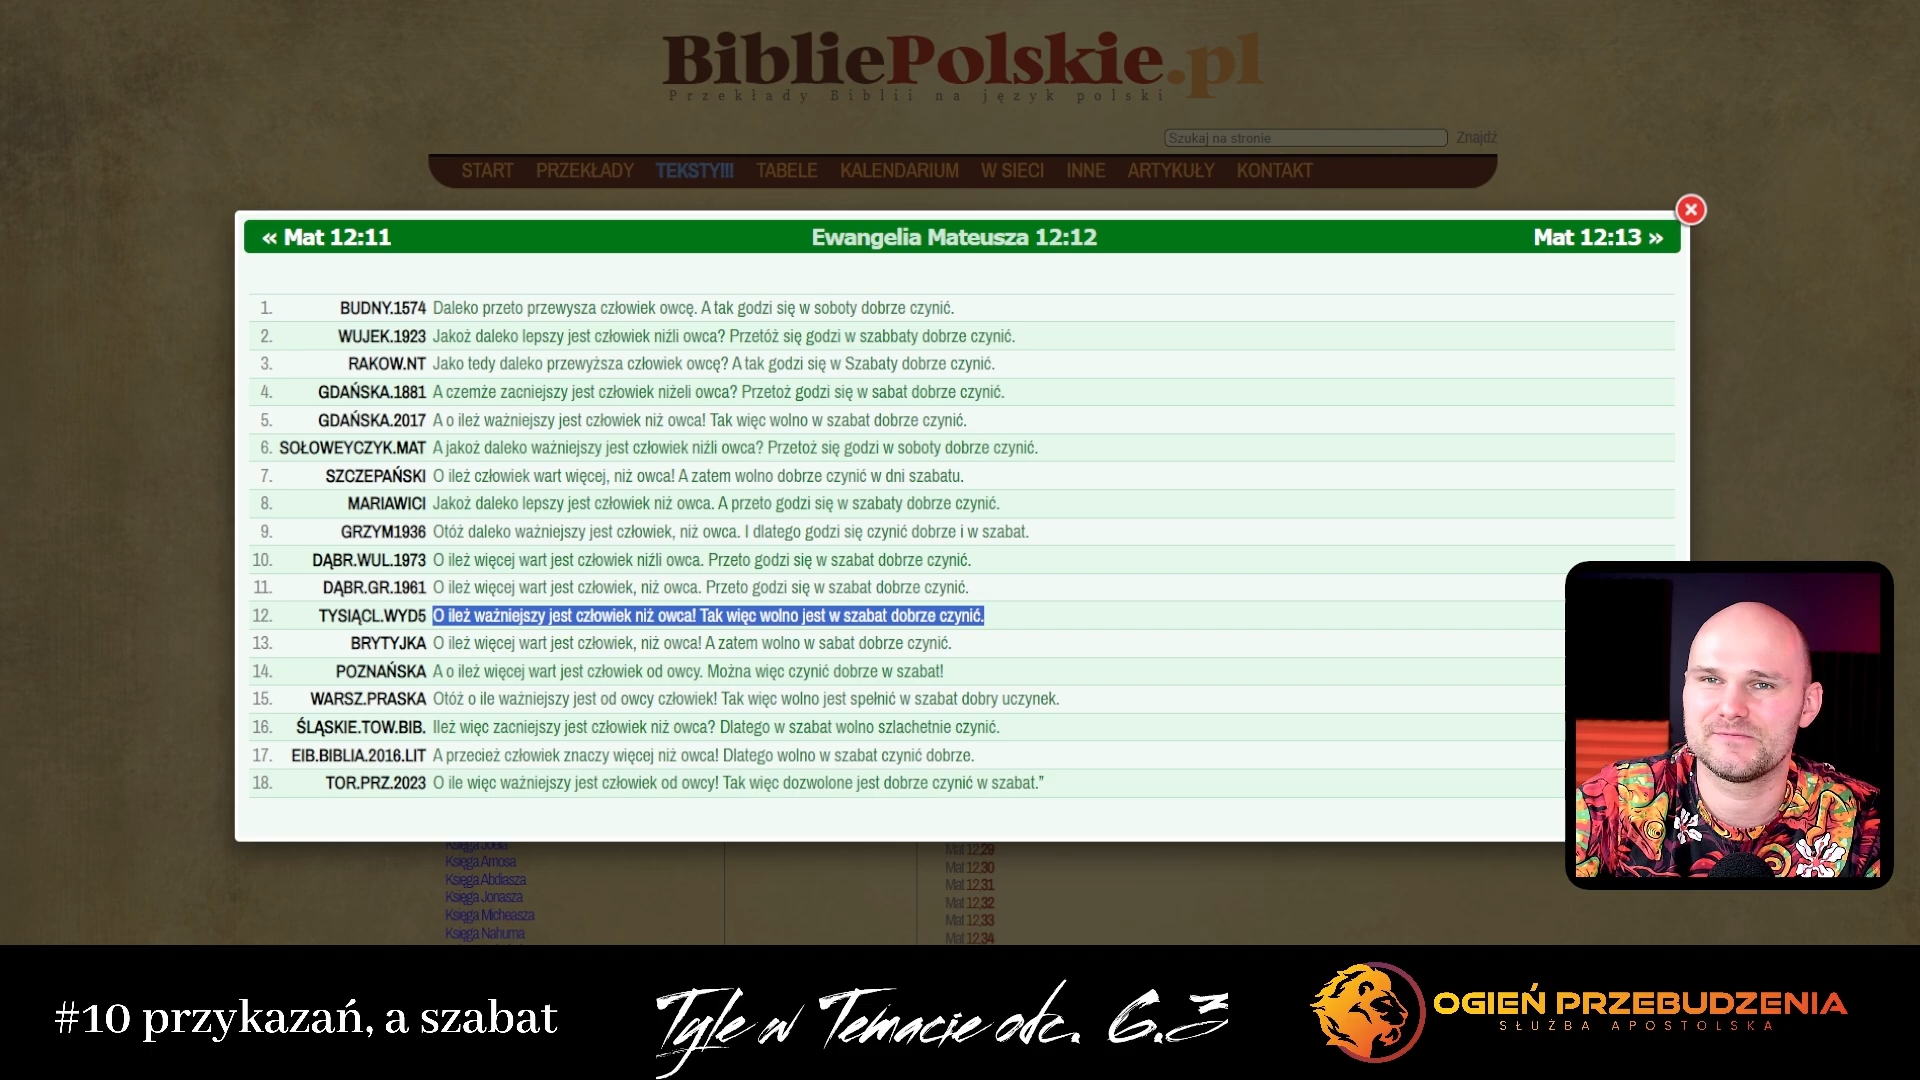 BibliePolskie.pl
Przekłady Biblii na język polski
Szukaj na stronie Znajdź
START PRZEKŁADY TEKSTY!!! TABELE KALENDARIUM W SIECI INNE ARTYKUŁY KONTAKT
« Mat 12:11 Ewangelia Mateusza 12:12 Mat 12:13 »
1. BUDNY.1574 Daleko przeto przewysza człowiek owcę. A tak godzi się w soboty dobrze czynić.
2. WUJEK.1923 Jakoż daleko lepszy jest człowiek niźli owca? Przetóż się godzi w szabbaty dobrze czynić.
3. RAKOW.NT Jako tedy daleko przewyższa człowiek owcę? A tak godzi się w Szabaty dobrze czynić.
4. GDAŃSKA.1881 A czemże zacniejszy jest człowiek niżeli owca? Przetoż godzi się w sabat dobrze czynić.
5. GDAŃSKA.2017 A o ileż ważniejszy jest człowiek niż owca! Tak więc wolno w szabat dobrze czynić.
6. SOŁOWEYCZYK.MAT A jakoż daleko ważniejszy jest człowiek niźli owca? Przetoż się godzi w soboty dobrze czynić.
7. SZCZEPAŃSKI O ileż człowiek wart więcej, niż owca! A zatem wolno dobrze czynić w dni szabatu.
8. MARIAWICI Jakoż daleko lepszy jest człowiek niż owca. A przeto godzi się w szabaty dobrze czynić.
9. GRZYM1936 Otóż daleko ważniejszy jest człowiek, niż owca. I dlatego godzi się czynić dobrze i w szabat.
10. DĄBR.WUL.1973 O ileż więcej wart jest człowiek niźli owca. Przeto godzi się w szabat dobrze czynić.
11. DĄBR.GR.1961 O ileż więcej wart jest człowiek, niż owca. Przeto godzi się w szabat dobrze czynić.
12. TYSIĄCL.WYD5 O ileż ważniejszy jest człowiek niż owca! Tak więc wolno jest w szabat dobrze czynić.
13. BRYTYJKA O ileż więcej wart jest człowiek, niż owca! A zatem wolno w sabat dobrze czynić.
14. POZNAŃSKA A o ileż więcej wart jest człowiek od owcy. Można więc czynić dobrze w szabat!
15. WARSZ.PRASKA Otóż o ile ważniejszy jest od owcy człowiek! Tak więc wolno jest spełnić w szabat dobry uczynek.
16. ŚLĄSKIE.TOW.BIB. Ileż więc zacniejszy jest człowiek niż owca? Dlatego w szabat wolno szlachetnie czynić.
17. EIB.BIBLIA.2016.LIT A przecież człowiek znaczy więcej niż owca! Dlatego wolno w szabat czynić dobrze.
18. TOR.PRZ.2023 O ile więc ważniejszy jest człowiek od owcy! Tak więc dozwolone jest dobrze czynić w szabat.”
Księga Joela Mat 12,29
Księga Amosa Mat 12,30
Księga Abdiasza Mat 12,31
Księga Jonasza Mat 12,32
Księga Micheasza Mat 12,33
Księga Nahuma Mat 12,34
#10 przykazań, a szabat
Tyle w Temacie odc. 6.3
OGIEŃ PRZEBUDZENIA
SŁUŻBA APOSTOLSKA